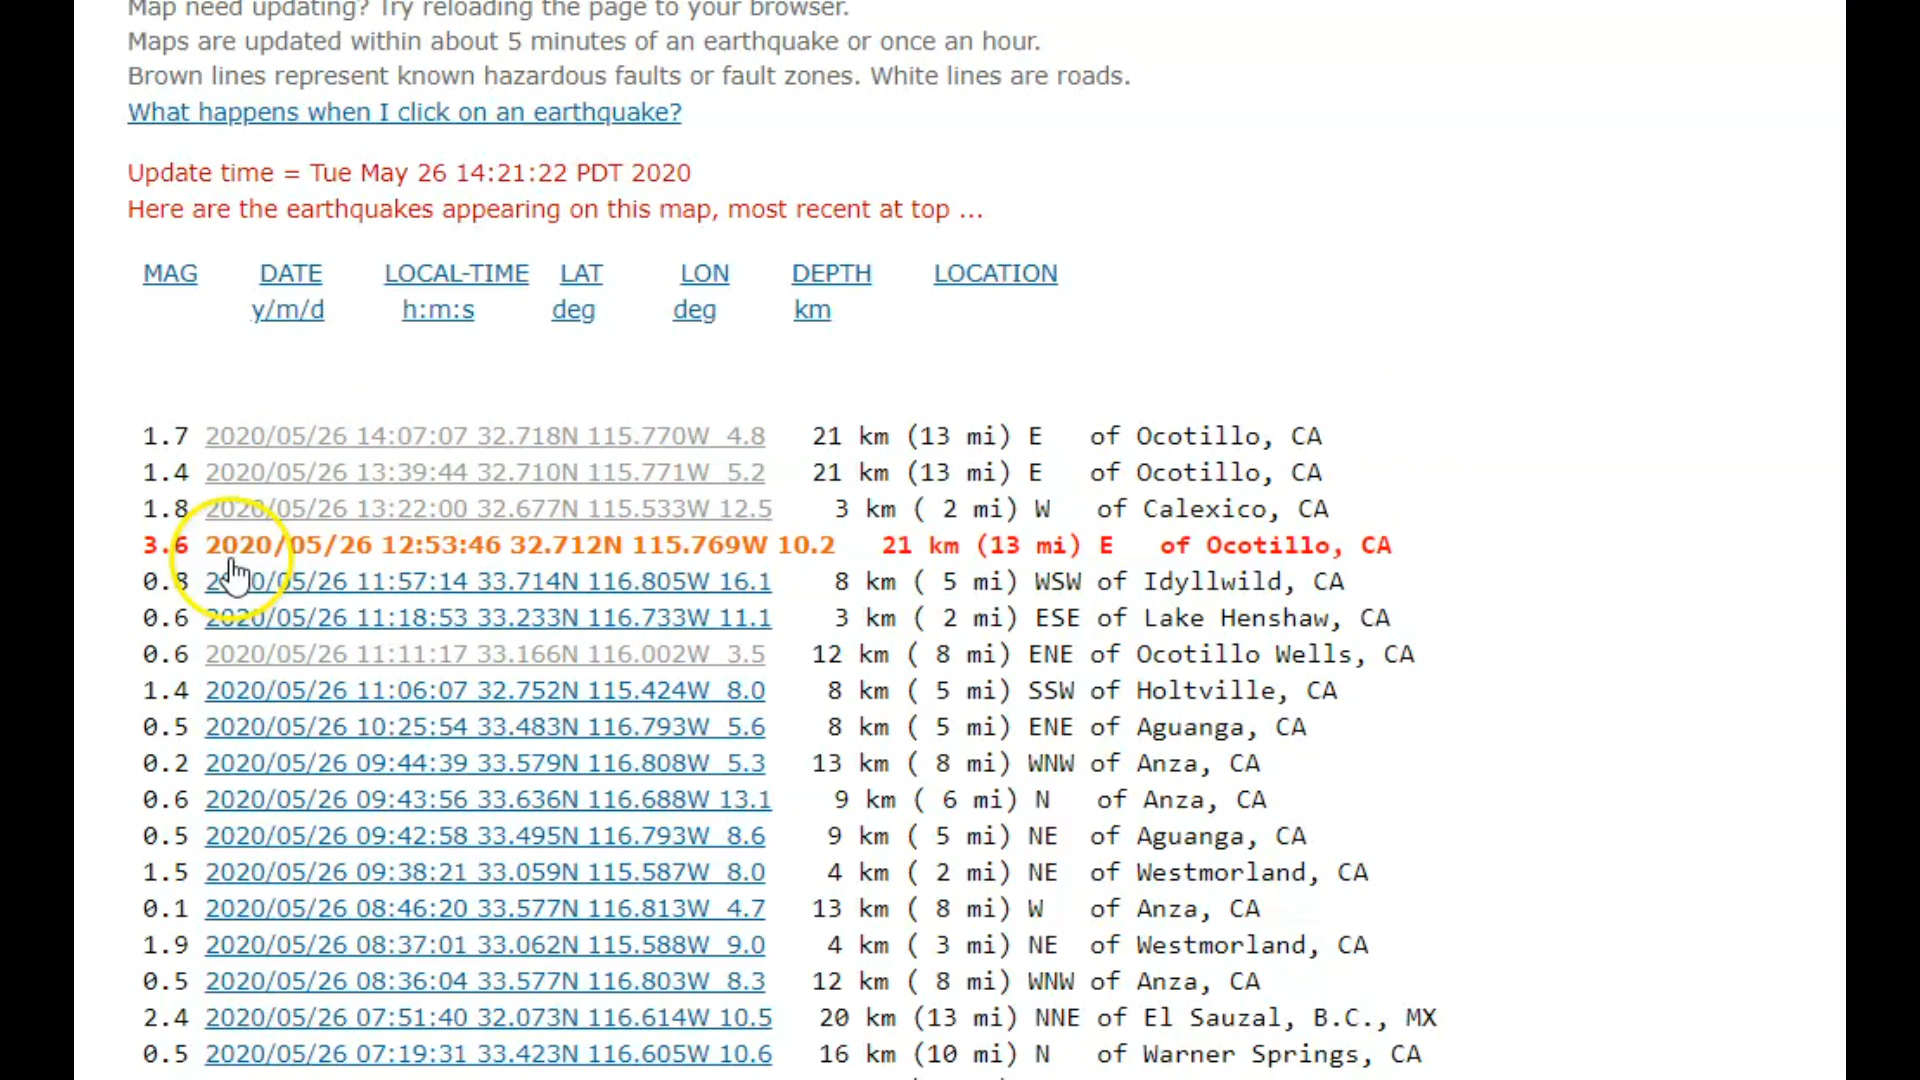 Map need updating? Try reloading the page to your browser.
Maps are updated within about 5 minutes of an earthquake or once an hour.
Brown lines represent known hazardous faults or fault zones. White lines are roads.
What happens when I click on an earthquake?
Update time = Tue May 26 14:21:22 PDT 2020
Here are the earthquakes appearing on this map, most recent at top ...
MAG DATE LOCAL-TIME LAT LON DEPTH LOCATION
y/m/d h:m:s deg deg km
1.7 2020/05/26 14:07:07 32.718N 115.770W 4.8 21 km (13 mi) E of Ocotillo, CA
1.4 2020/05/26 13:39:44 32.710N 115.771W 5.2 21 km (13 mi) E of Ocotillo, CA
1.8 2020/05/26 13:22:00 32.677N 115.533W 12.5 3 km ( 2 mi) W of Calexico, CA
3.6 2020/05/26 12:53:46 32.712N 115.769W 10.2 21 km (13 mi) E of Ocotillo, CA
0.8 2020/05/26 11:57:14 33.714N 116.805W 16.1 8 km ( 5 mi) WSW of Idyllwild, CA
0.6 2020/05/26 11:18:53 33.233N 116.733W 11.1 3 km ( 2 mi) ESE of Lake Henshaw, CA
0.6 2020/05/26 11:11:17 33.166N 116.002W 3.5 12 km ( 8 mi) ENE of Ocotillo Wells, CA
1.4 2020/05/26 11:06:07 32.752N 115.424W 8.0 8 km ( 5 mi) SSW of Holtville, CA
0.5 2020/05/26 10:25:54 33.483N 116.793W 5.6 8 km ( 5 mi) ENE of Aguanga, CA
0.2 2020/05/26 09:44:39 33.579N 116.808W 5.3 13 km ( 8 mi) WNW of Anza, CA
0.6 2020/05/26 09:43:56 33.636N 116.688W 13.1 9 km ( 6 mi) N of Anza, CA
0.5 2020/05/26 09:42:58 33.495N 116.793W 8.6 9 km ( 5 mi) NE of Aguanga, CA
1.5 2020/05/26 09:38:21 33.059N 115.587W 8.0 4 km ( 2 mi) NE of Westmorland, CA
0.1 2020/05/26 08:46:20 33.577N 116.813W 4.7 13 km ( 8 mi) W of Anza, CA
1.9 2020/05/26 08:37:01 33.062N 115.588W 9.0 4 km ( 3 mi) NE of Westmorland, CA
0.5 2020/05/26 08:36:04 33.577N 116.803W 8.3 12 km ( 8 mi) WNW of Anza, CA
2.4 2020/05/26 07:51:40 32.073N 116.614W 10.5 20 km (13 mi) NNE of El Sauzal, B.C., MX
0.5 2020/05/26 07:19:31 33.423N 116.605W 10.6 16 km (10 mi) N of Warner Springs, CA